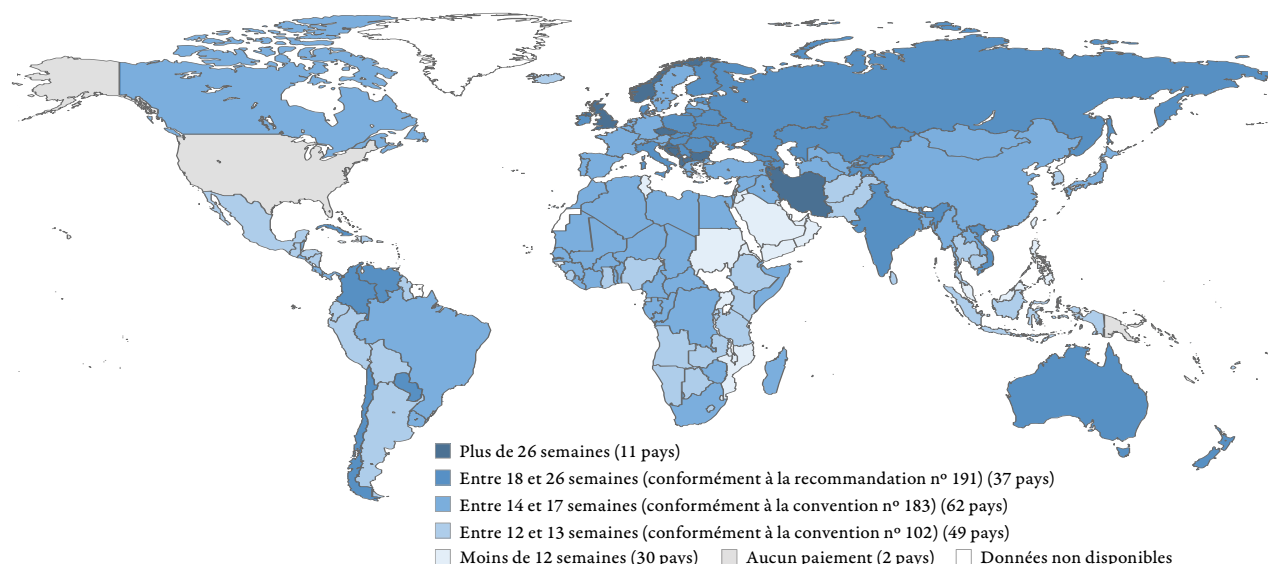 Plus de 26 semaines (11 pays)
Entre 18 et 26 semaines (conformément à la recommandation nº 191) (37 pays)
Entre 14 et 17 semaines (conformément à la convention nº 183) (62 pays)
Entre 12 et 13 semaines (conformément à la convention nº 102) (49 pays)
Moins de 12 semaines (30 pays) Aucun paiement (2 pays) Données non disponibles